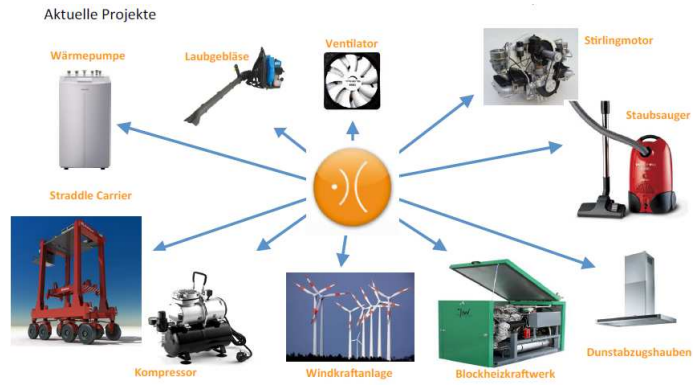 Aktuelle Projekte
Wärmepumpe
Laubgebläse
Ventilator
Stirlingmotor
Staubsauger
Straddle Carrier
Kompressor
Windkraftanlage
Blockheizkraftwerk
Dunstabzugshauben